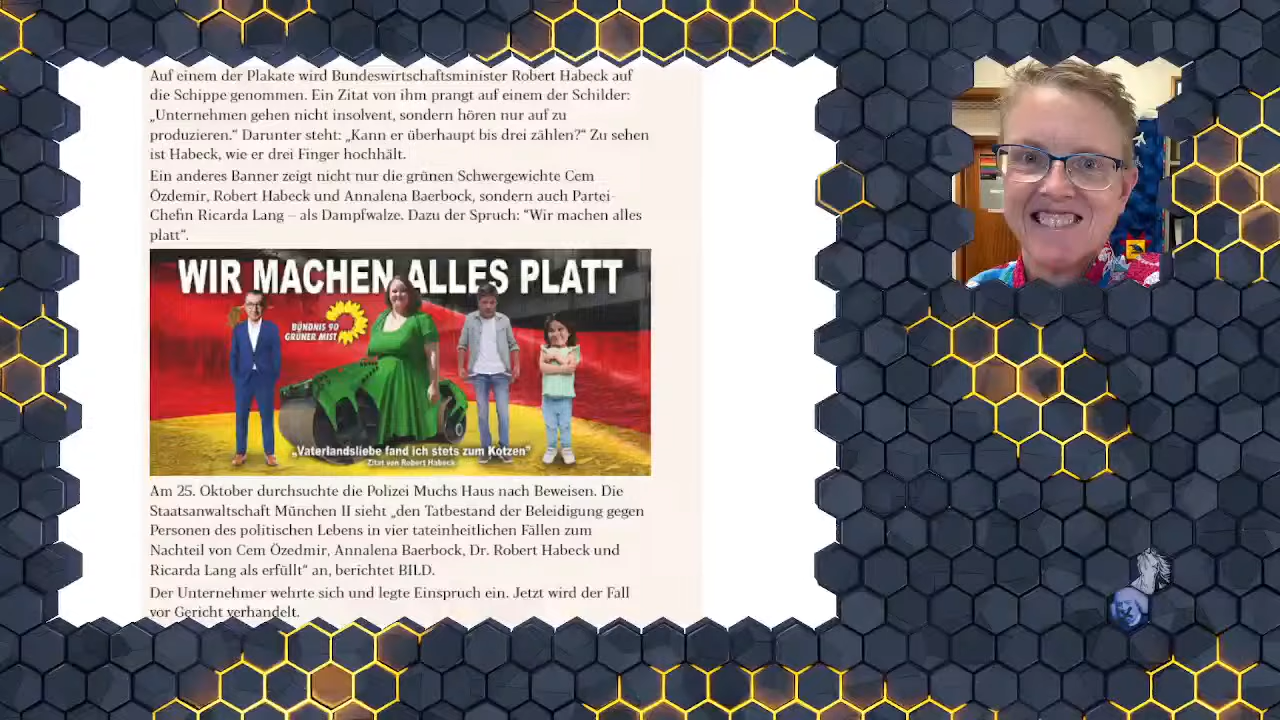 Auf einem der Plakate wird Bundeswirtschaftsminister Robert Habeck auf
die Schippe genommen. Ein Zitat von ihm prangt auf einem der Schilder:
„Unternehmen gehen nicht insolvent, sondern hören nur auf zu
produzieren.“ Darunter steht: „Kann er überhaupt bis drei zählen?“ Zu sehen
ist Habeck, wie er drei Finger hochhält.
Ein anderes Banner zeigt nicht nur die grünen Schwergewichte Cem
Özdemir, Robert Habeck und Annalena Baerbock, sondern auch Partei-
Chefin Ricarda Lang – als Dampfwalze. Dazu der Spruch: “Wir machen alles
platt“.
WIR MACHEN ALLES PLATT
BÜNDNIS 90
GRÜNER MIST
„Vaterlandsliebe fand ich stets zum Kotzen”
Zitat von Robert Habeck
Am 25. Oktober durchsuchte die Polizei Muchs Haus nach Beweisen. Die
Staatsanwaltschaft München II sieht „den Tatbestand der Beleidigung gegen
Personen des politischen Lebens in vier tateinheitlichen Fällen zum
Nachteil von Cem Özedmir, Annalena Baerbock, Dr. Robert Habeck und
Ricarda Lang als erfüllt“ an, berichtet BILD.
Der Unternehmer wehrte sich und legte Einspruch ein. Jetzt wird der Fall
vor Gericht verhandelt.